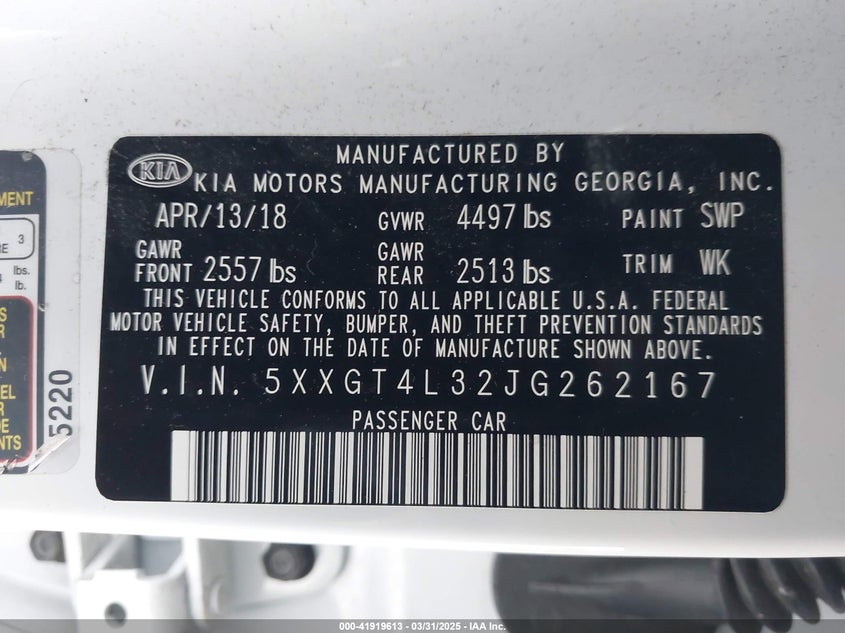 MANUFACTURED BY
KIA KIA MOTORS MANUFACTURING GEORGIA, INC.
APR/13/18 GVWR 4497 lbs PAINT SWP
GAWR FRONT 2557 lbs GAWR REAR 2513 lbs TRIM WK
THIS VEHICLE CONFORMS TO ALL APPLICABLE U.S.A. FEDERAL
MOTOR VEHICLE SAFETY, BUMPER, AND THEFT PREVENTION STANDARDS
IN EFFECT ON THE DATE OF MANUFACTURE SHOWN ABOVE.
V.I.N. 5XXGT4L32JG262167
PASSENGER CAR
5220
3
lbs.
lb.
000-41919613 - 03/31/2025 - IAA Inc.